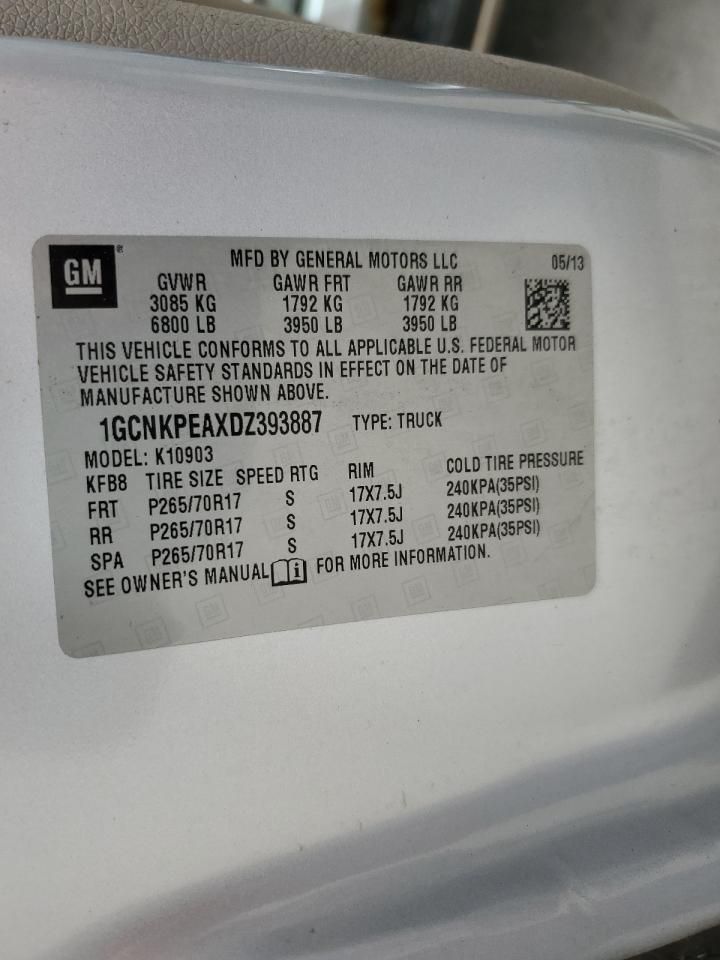 GM
MFD BY GENERAL MOTORS LLC 05/13
GVWR GAWR FRT GAWR RR
3085 KG 1792 KG 1792 KG
6800 LB 3950 LB 3950 LB
THIS VEHICLE CONFORMS TO ALL APPLICABLE U.S. FEDERAL MOTOR
VEHICLE SAFETY STANDARDS IN EFFECT ON THE DATE OF
MANUFACTURE SHOWN ABOVE.
1GCNKPEAXDZ393887 TYPE: TRUCK
MODEL: K10903
KFB8 TIRE SIZE SPEED RTG RIM COLD TIRE PRESSURE
FRT P265/70R17 S 17X7.5J 240KPA(35PSI)
RR P265/70R17 S 17X7.5J 240KPA(35PSI)
SPA P265/70R17 S 17X7.5J 240KPA(35PSI)
SEE OWNER'S MANUAL i FOR MORE INFORMATION.